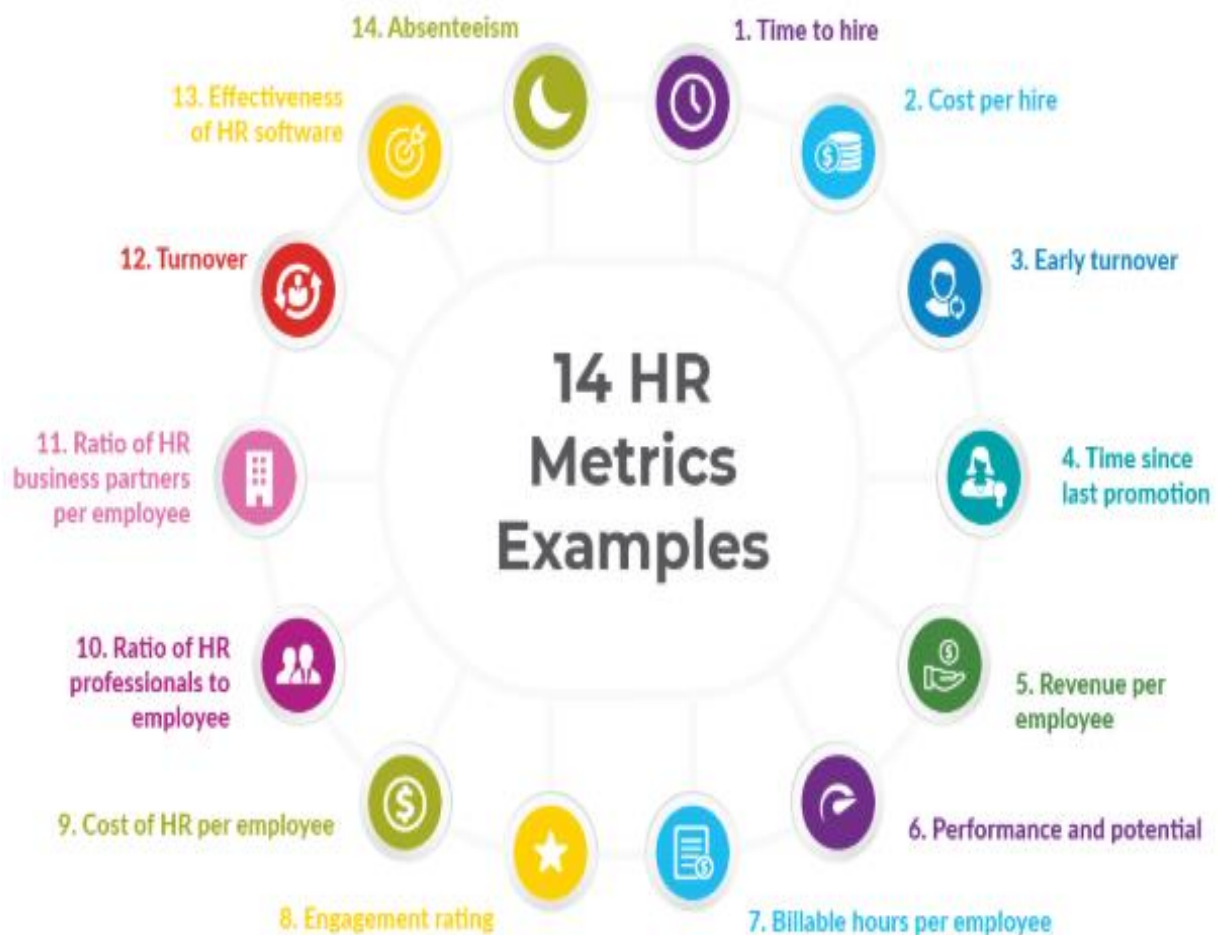 14 HR
Metrics
Examples
1. Time to hire
2. Cost per hire
3. Early turnover
4. Time since
last promotion
5. Revenue per
employee
6. Performance and potential
7. Billable hours per employee
8. Engagement rating
9. Cost of HR per employee
10. Ratio of HR
professionals to
employee
11. Ratio of HR
business partners
per employee
12. Turnover
13. Effectiveness
of HR software
14. Absenteeism